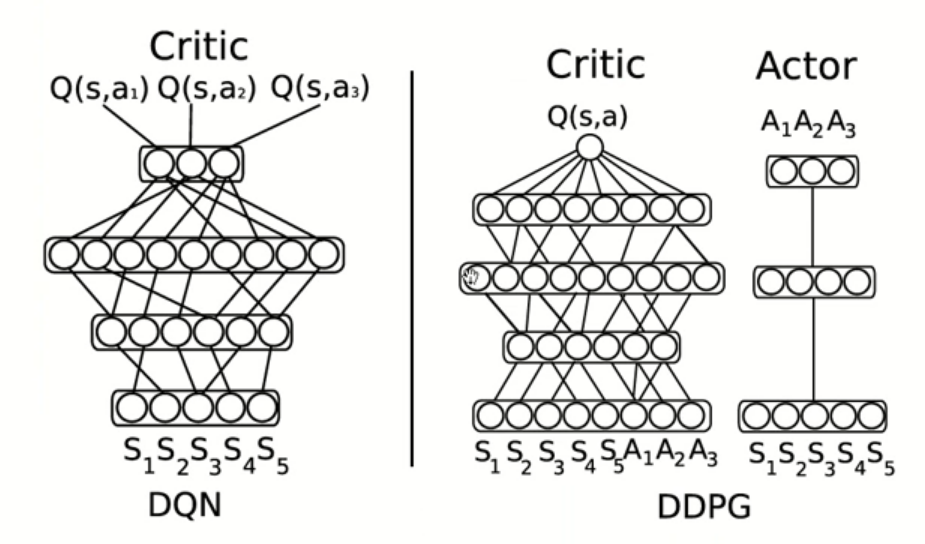 Critic
Q(s,a₁) Q(s,a₂) Q(s,a₃)
S₁S₂S₃S₄S₅
DQN
Critic
Q(s,a)
S₁ S₂ S₃ S₄ S₅A₁A₂A₃
Actor
A₁A₂A₃
S₁S₂S₃S₄S₅
DDPG